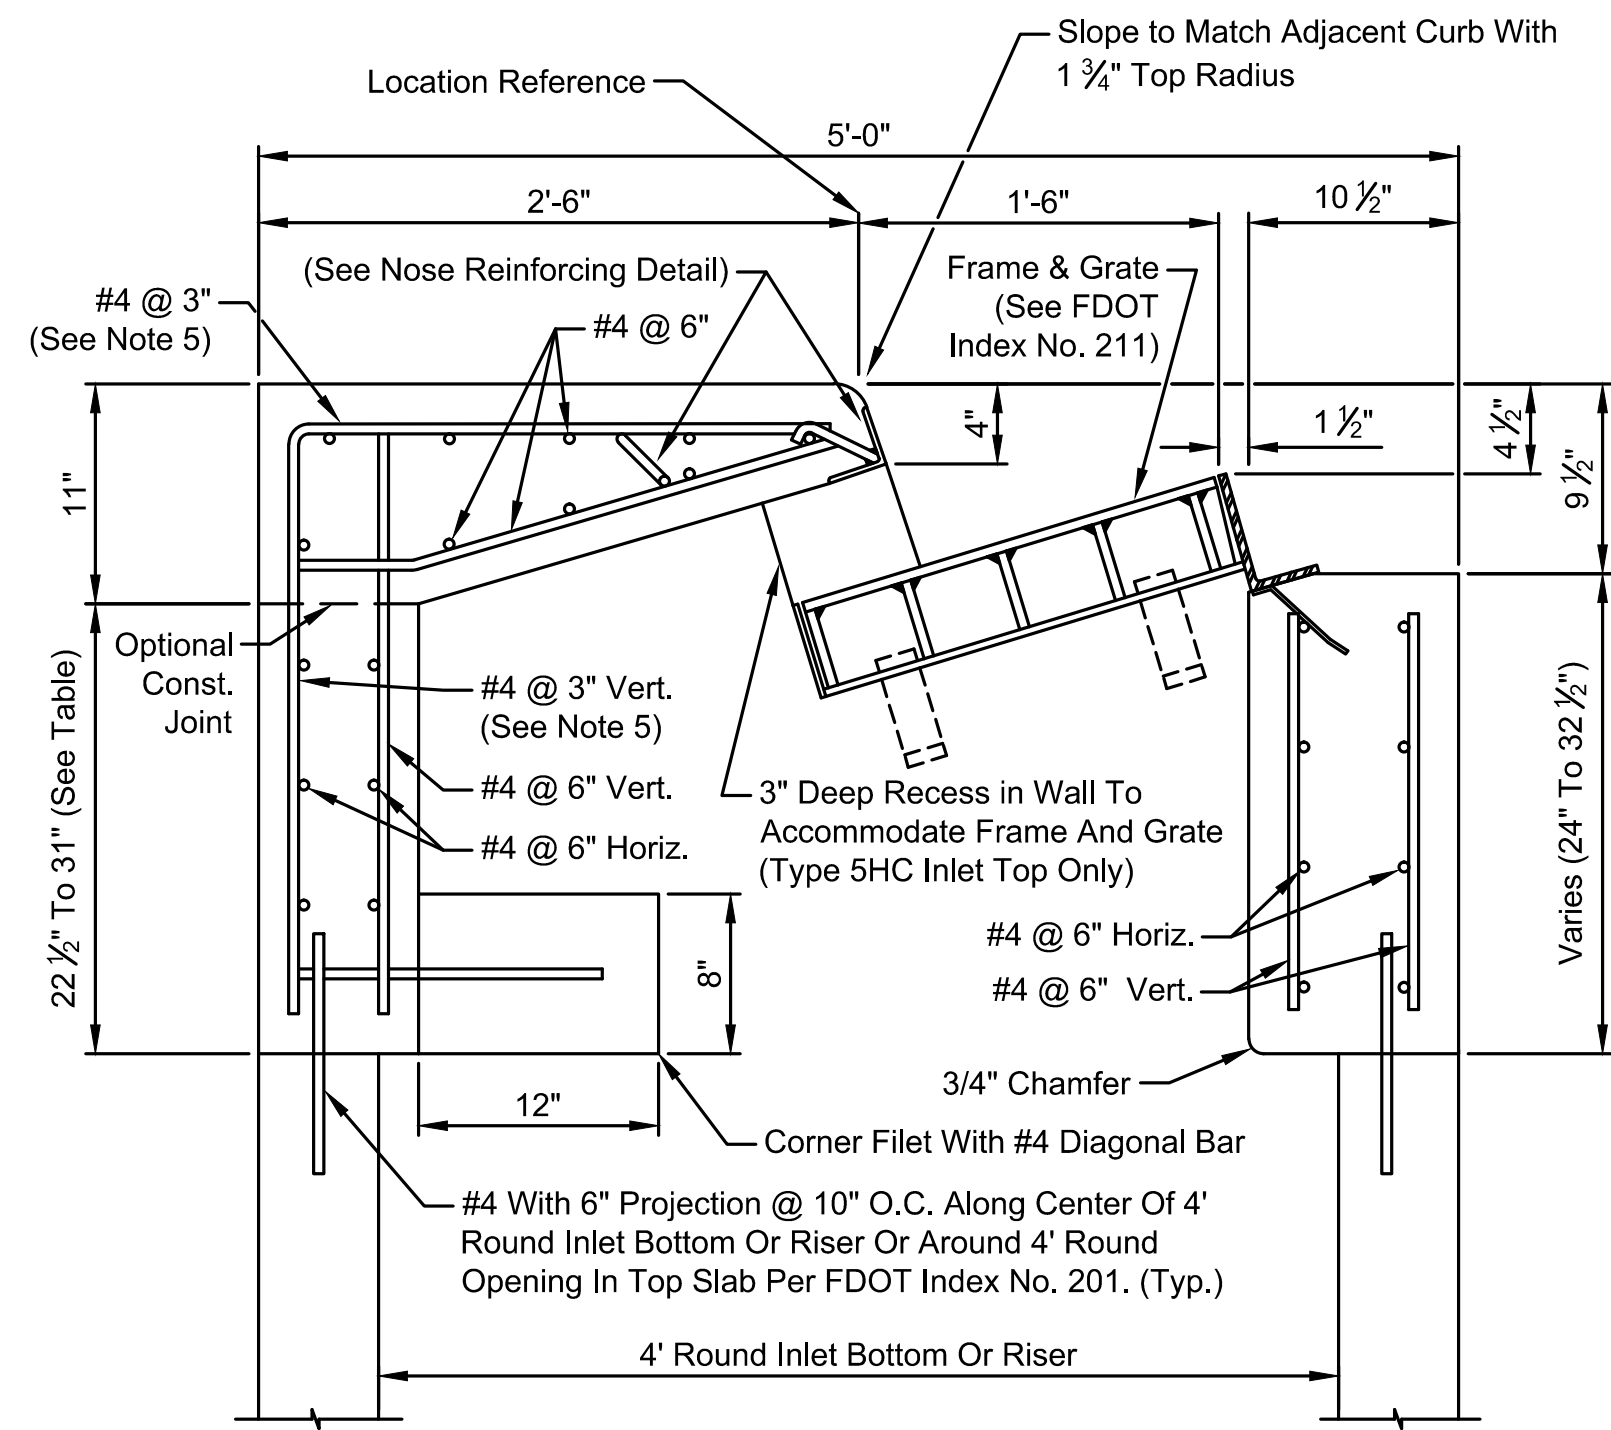 Slope to Match Adjacent Curb With
1 3⁄4" Top Radius
Location Reference
5'-0"
2'-6"
1'-6"
10 1⁄2"
(See Nose Reinforcing Detail)
Frame & Grate
(See FDOT
Index No. 211)
#4 @ 3"
(See Note 5)
#4 @ 6"
11"
4"
1 1⁄2"
4 1⁄2"
9 1⁄2"
Optional
Const.
Joint
22 1⁄2" To 31" (See Table)
#4 @ 3" Vert.
(See Note 5)
#4 @ 6" Vert.
#4 @ 6" Horiz.
3" Deep Recess in Wall To
Accommodate Frame And Grate
(Type 5HC Inlet Top Only)
Varies (24" To 32 1⁄2")
#4 @ 6" Horiz.
#4 @ 6" Vert.
8"
12"
3/4" Chamfer
Corner Filet With #4 Diagonal Bar
#4 With 6" Projection @ 10" O.C. Along Center Of 4'
Round Inlet Bottom Or Riser Or Around 4' Round
Opening In Top Slab Per FDOT Index No. 201. (Typ.)
4' Round Inlet Bottom Or Riser